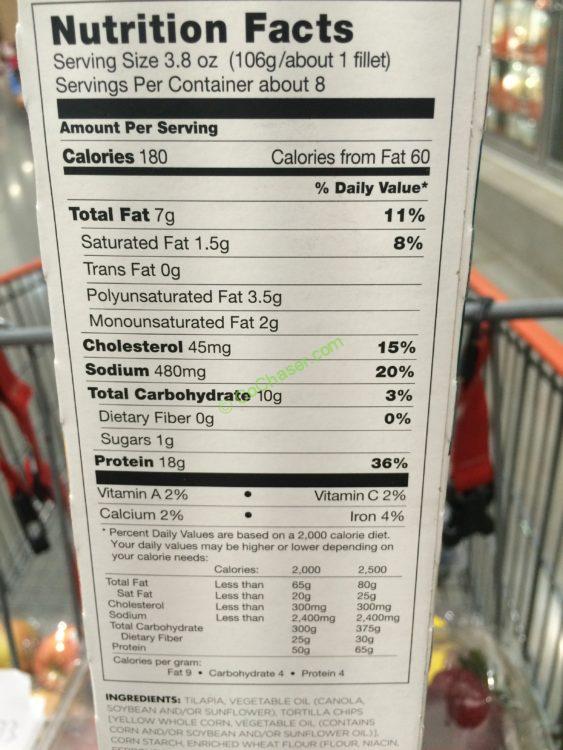 Nutrition Facts
Serving Size 3.8 oz (106g/about 1 fillet)
Servings Per Container about 8
Amount Per Serving
Calories 180 Calories from Fat 60
% Daily Value*
Total Fat 7g 11%
Saturated Fat 1.5g 8%
Trans Fat 0g
Polyunsaturated Fat 3.5g
Monounsaturated Fat 2g
Cholesterol 45mg 15%
Sodium 480mg 20%
Total Carbohydrate 10g 3%
Dietary Fiber 0g 0%
Sugars 1g
Protein 18g 36%
Vitamin A 2% • Vitamin C 2%
Calcium 2% • Iron 4%
* Percent Daily Values are based on a 2,000 calorie diet.
Your daily values may be higher or lower depending on
your calorie needs:
Calories: 2,000 2,500
Total Fat Less than 65g 80g
Sat Fat Less than 20g 25g
Cholesterol Less than 300mg 300mg
Sodium Less than 2,400mg 2,400mg
Total Carbohydrate 300g 375g
Dietary Fiber 25g 30g
Protein 50g 65g
Calories per gram:
Fat 9 • Carbohydrate 4 • Protein 4
INGREDIENTS: TILAPIA, VEGETABLE OIL (CANOLA,
SOYBEAN AND/OR SUNFLOWER), TORTILLA CHIPS
[YELLOW WHOLE CORN, VEGETABLE OIL (CONTAINS
CORN AND/OR SOYBEAN AND/OR SUNFLOWER OIL)],
CORN STARCH, ENRICHED WHEAT FLOUR (FLOUR, NIACIN,